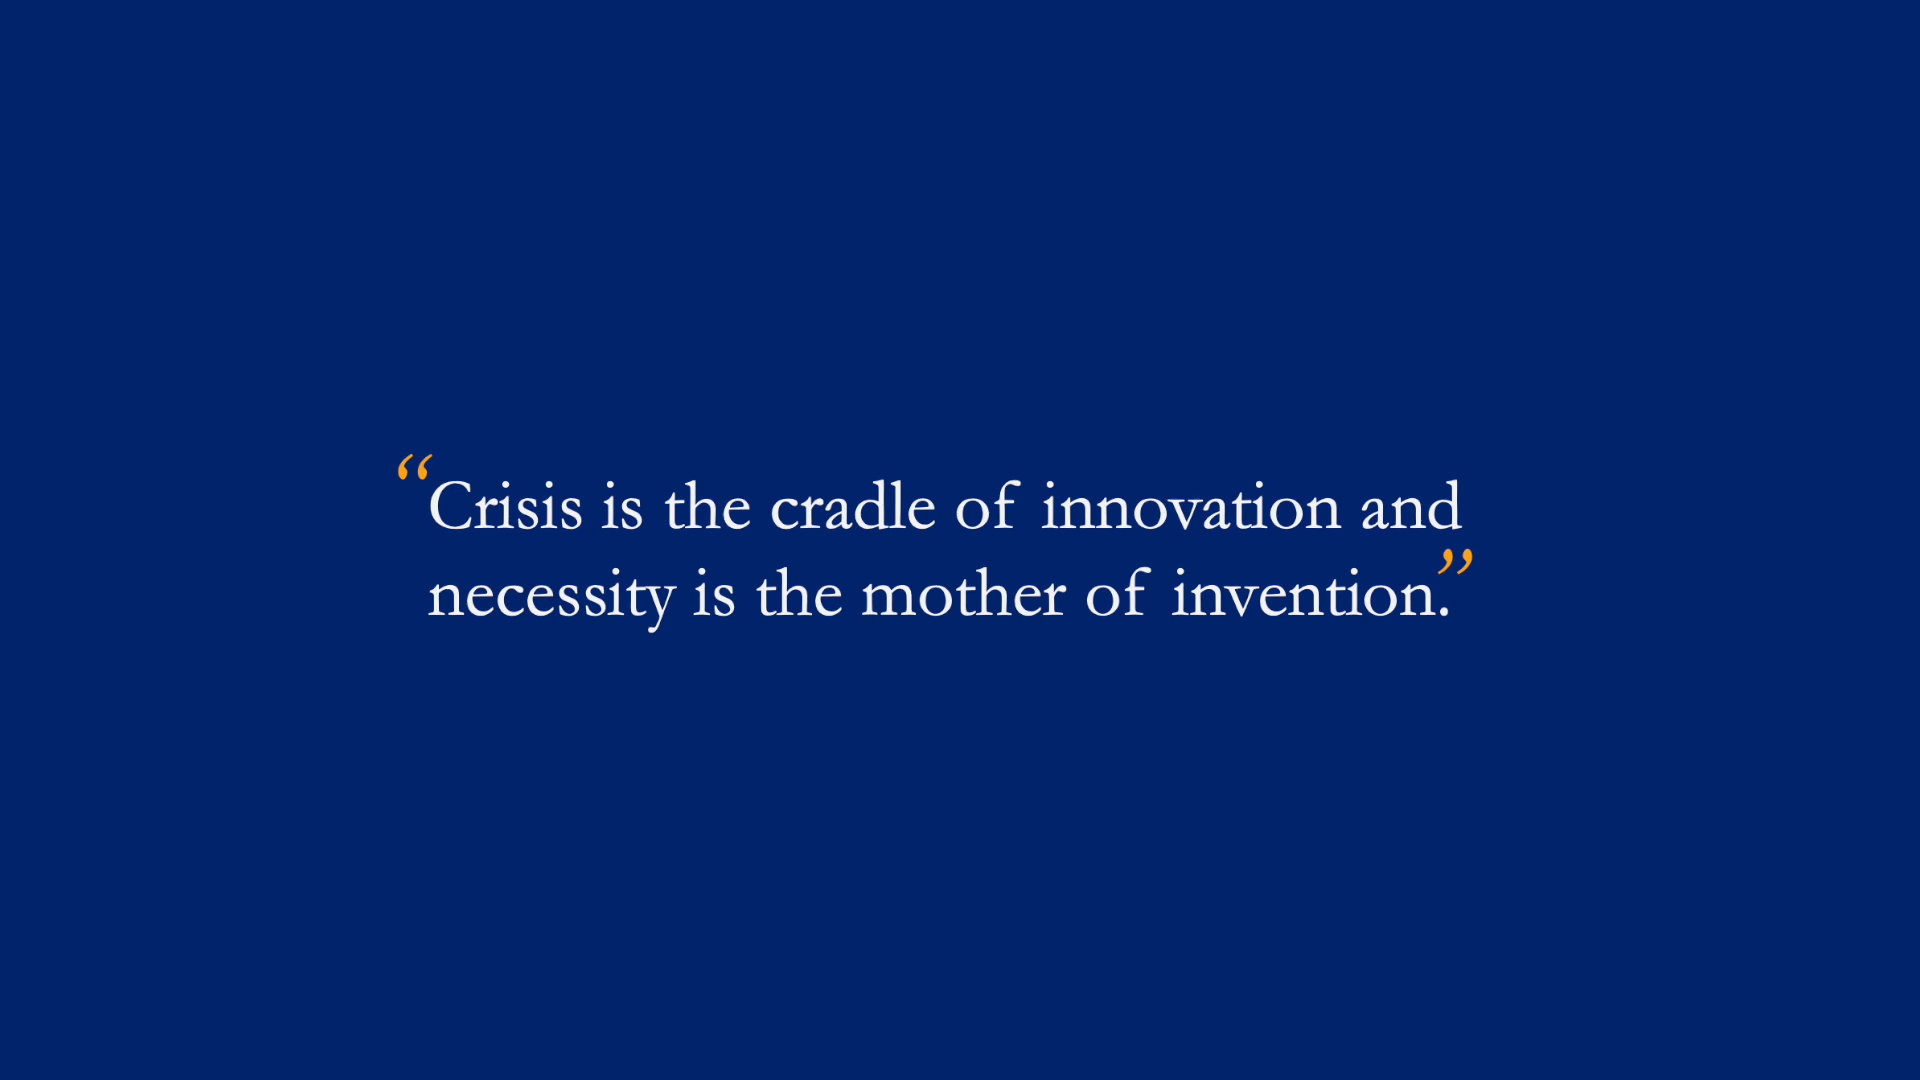 “Crisis is the cradle of innovation and
necessity is the mother of invention.”